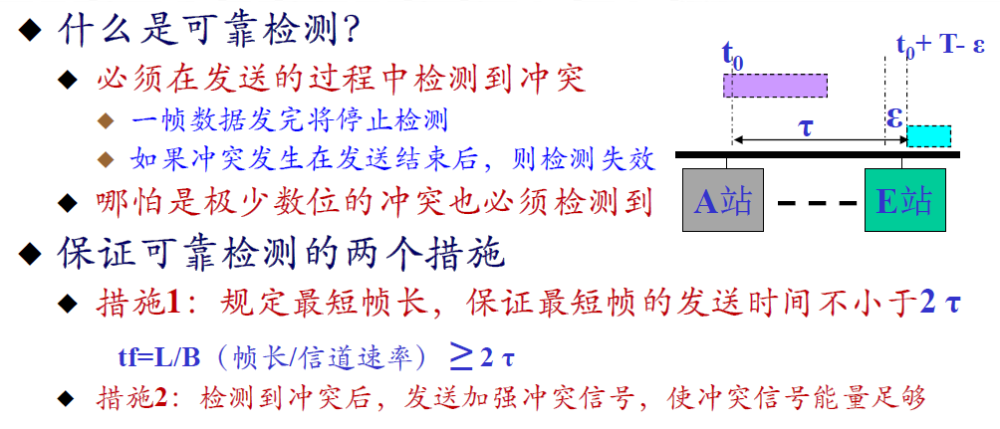 什么是可靠检测?
必须在发送的过程中检测到冲突
一帧数据发完将停止检测
如果冲突发生在发送结束后，则检测失效
哪怕是极少数位的冲突也必须检测到
t0
t0+ T- ε
τ
ε
A站
E站
保证可靠检测的两个措施
措施1：规定最短帧长，保证最短帧的发送时间不小于2 τ
tf=L/B（帧长/信道速率）≥ 2 τ
措施2：检测到冲突后，发送加强冲突信号，使冲突信号能量足够